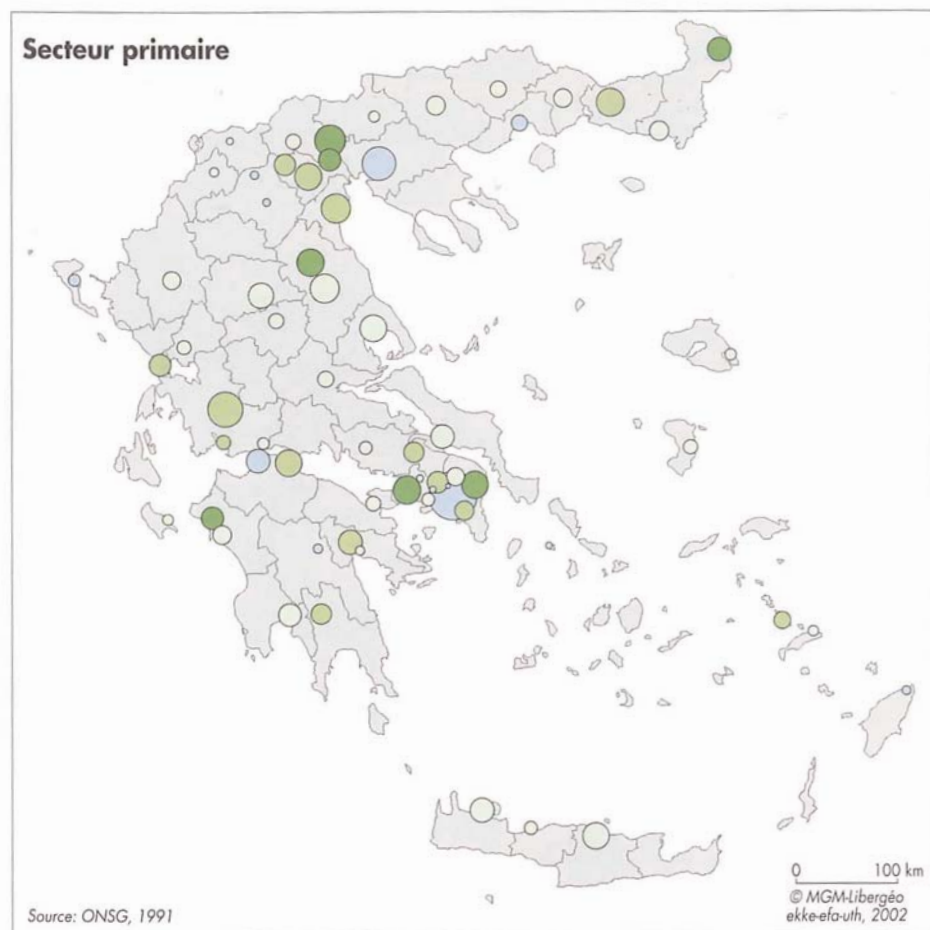 Secteur primaire
0 100 km
© MGM-Libergéo
ekke-efa-uth, 2002
Source: ONSG, 1991